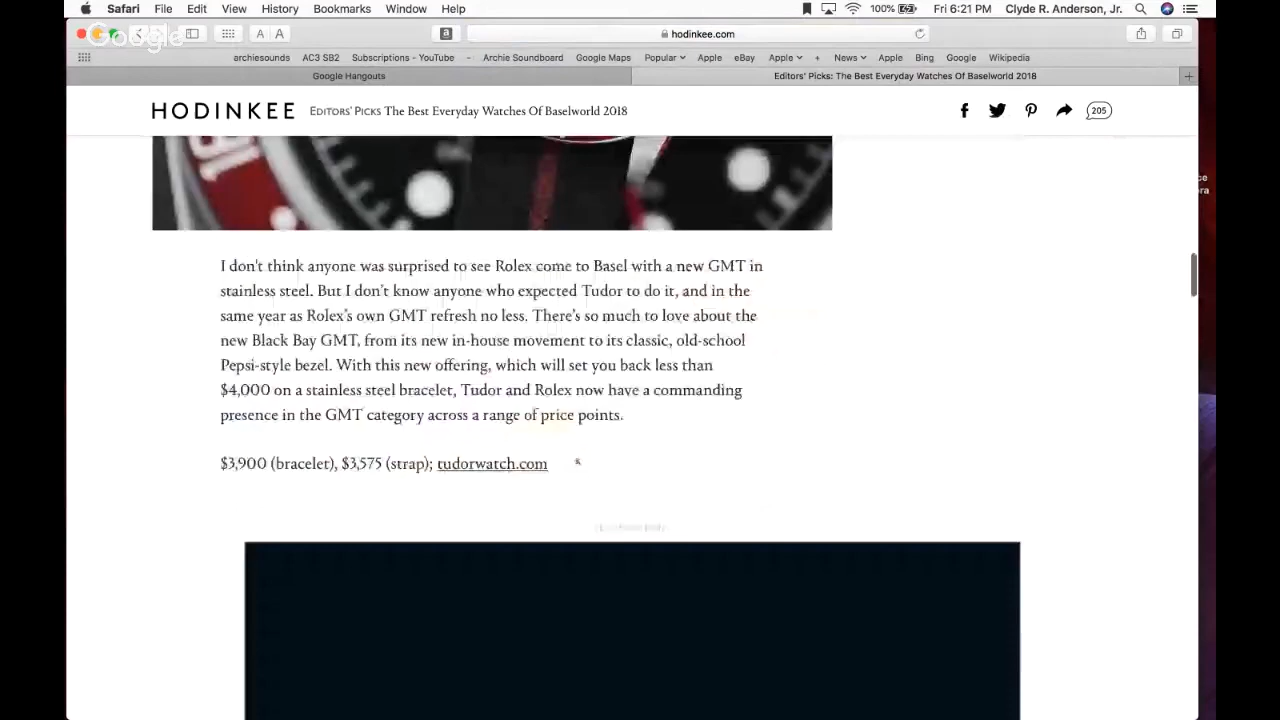 Safari File Edit View History Bookmarks Window Help 100% Fri 6:21 PM Clyde R. Anderson, Jr.
Google
A A a hodinkee.com
archiesounds AC3 SB2 Subscriptions - YouTube - Archie Soundboard Google Maps Popular Apple eBay Apple + News Apple Bing Google Wikipedia
Google Hangouts Editors' Picks: The Best Everyday Watches Of Baselworld 2018 +
HODINKEE EDITORS' PICKS The Best Everyday Watches Of Baselworld 2018 205
I don't think anyone was surprised to see Rolex come to Basel with a new GMT in
stainless steel. But I don't know anyone who expected Tudor to do it, and in the
same year as Rolex's own GMT refresh no less. There's so much to love about the
new Black Bay GMT, from its new in-house movement to its classic, old-school
Pepsi-style bezel. With this new offering, which will set you back less than
$4,000 on a stainless steel bracelet, Tudor and Rolex now have a commanding
presence in the GMT category across a range of price points.
$3,900 (bracelet), $3,575 (strap); tudorwatch.com